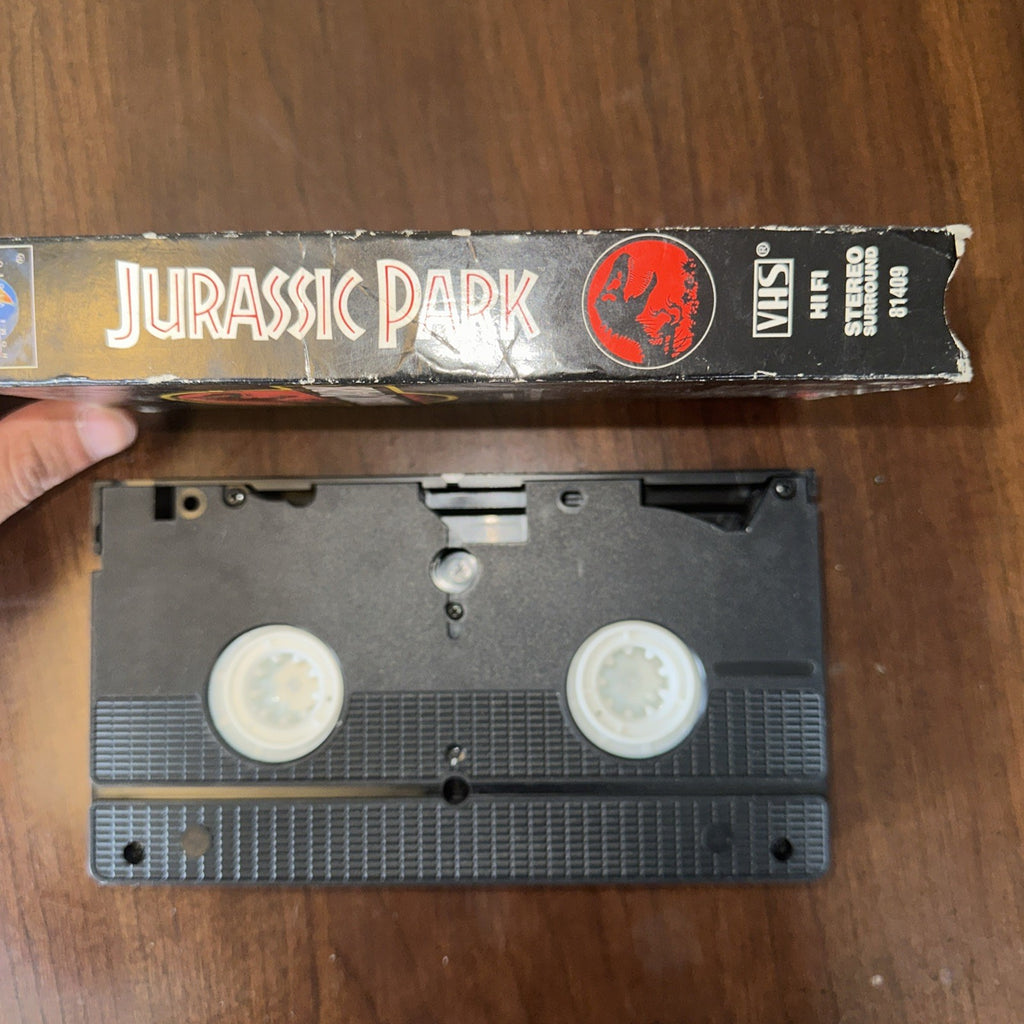 JURASSIC PARK
VHS®
HI FI
STEREO
SURROUND
81409